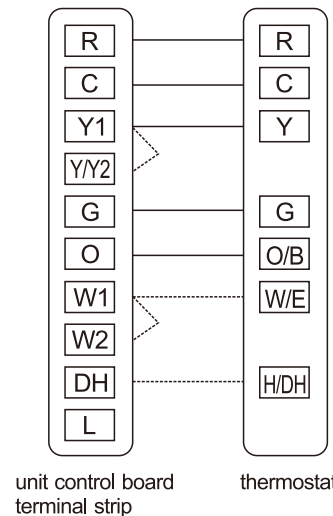 R
C
Y1
Y/Y2
G
O
W1
W2
DH
L
R
C
Y
G
O/B
W/E
H/DH
unit control board
terminal strip
thermostat